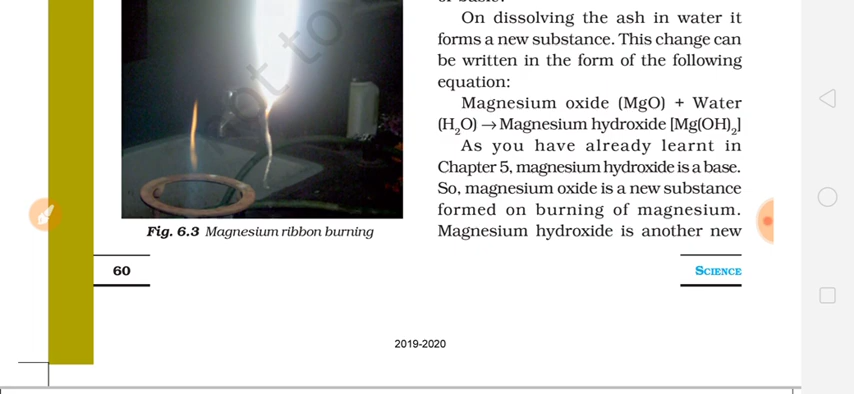 On dissolving the ash in water it
forms a new substance. This change can
be written in the form of the following
equation:
Magnesium oxide (MgO) + Water
(H₂O) → Magnesium hydroxide [Mg(OH)₂]
As you have already learnt in
Chapter 5, magnesium hydroxide is a base.
So, magnesium oxide is a new substance
formed on burning of magnesium.
Magnesium hydroxide is another new
Fig. 6.3 Magnesium ribbon burning
60
SCIENCE
2019-2020